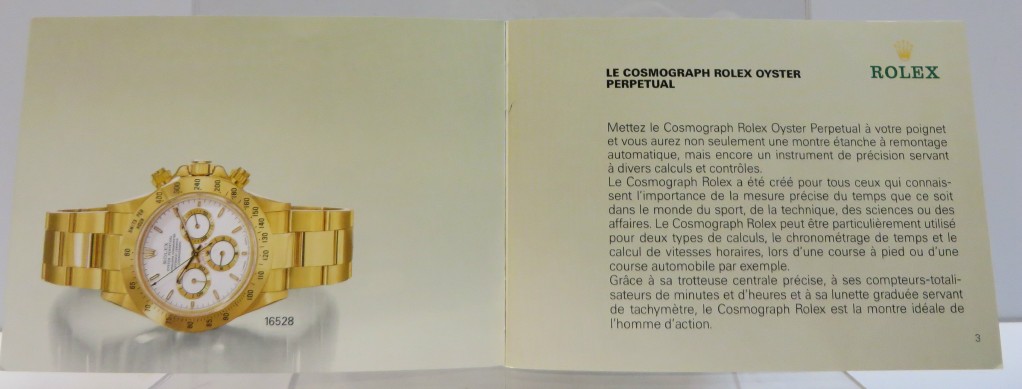 16528
ROLEX
LE COSMOGRAPH ROLEX OYSTER
PERPETUAL
Mettez le Cosmograph Rolex Oyster Perpetual à votre poignet
et vous aurez non seulement une montre étanche à remontage
automatique, mais encore un instrument de précision servant
à divers calculs et contrôles.
Le Cosmograph Rolex a été créé pour tous ceux qui connais-
sent l'importance de la mesure précise du temps que ce soit
dans le monde du sport, de la technique, des sciences ou des
affaires. Le Cosmograph Rolex peut être particulièrement utilisé
pour deux types de calculs, le chronométrage de temps et le
calcul de vitesses horaires, lors d'une course à pied ou d'une
course automobile par exemple.
Grâce à sa trotteuse centrale précise, à ses compteurs-totali-
sateurs de minutes et d'heures et à sa lunette graduée servant
de tachymètre, le Cosmograph Rolex est la montre idéale de
l'homme d'action.
3